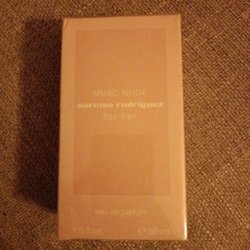 MUSC NUDE
narciso rodriguez
for her
eau de parfum
1.6 fl.oz. ℮ 50 ml